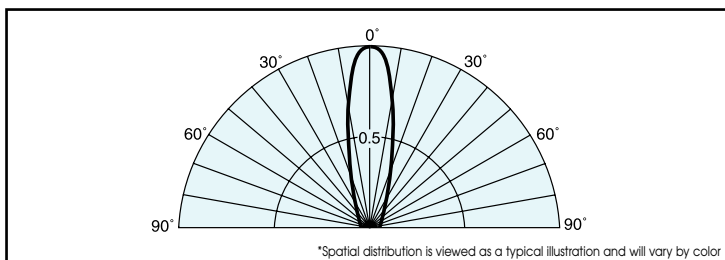 0°
30° 30°
60° 0.5 60°
90° 90°
*Spatial distribution is viewed as a typical illustration and will vary by color